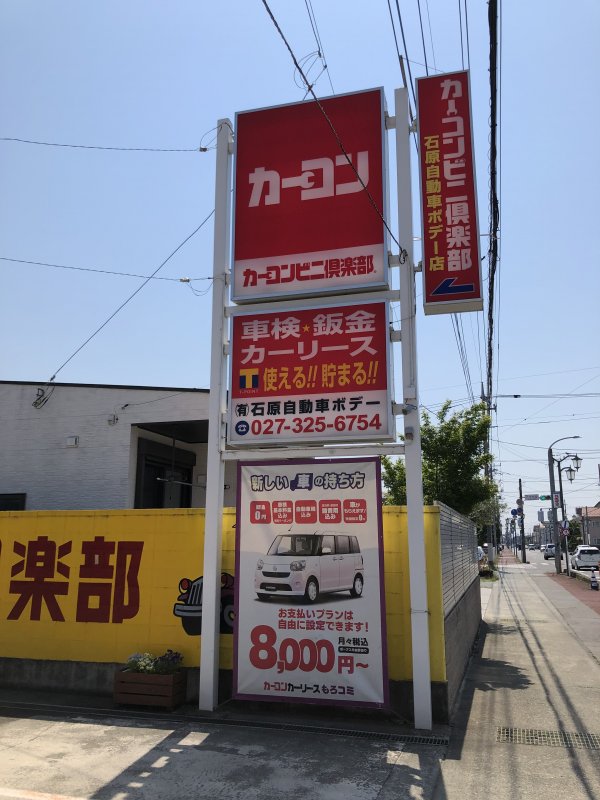 カーコン
カーコンビニ倶楽部
カーコンビニ倶楽部
石原自動車ボデー店
車検★鈑金
カーリース
T-POINT
使える!!貯まる!!
(有)石原自動車ボデー
027-325-6754
新しい車の持ち方
お支払いプランは
自由に設定できます!
8,000円~
月々税込
カーコンカーリースもろコミ
楽部